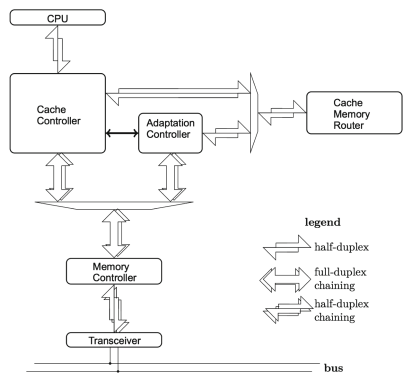 CPU
Cache
Controller
Adaptation
Controller
Cache
Memory
Router
Memory
Controller
Transceiver
legend
half-duplex
full-duplex
chaining
half-duplex
chaining
bus